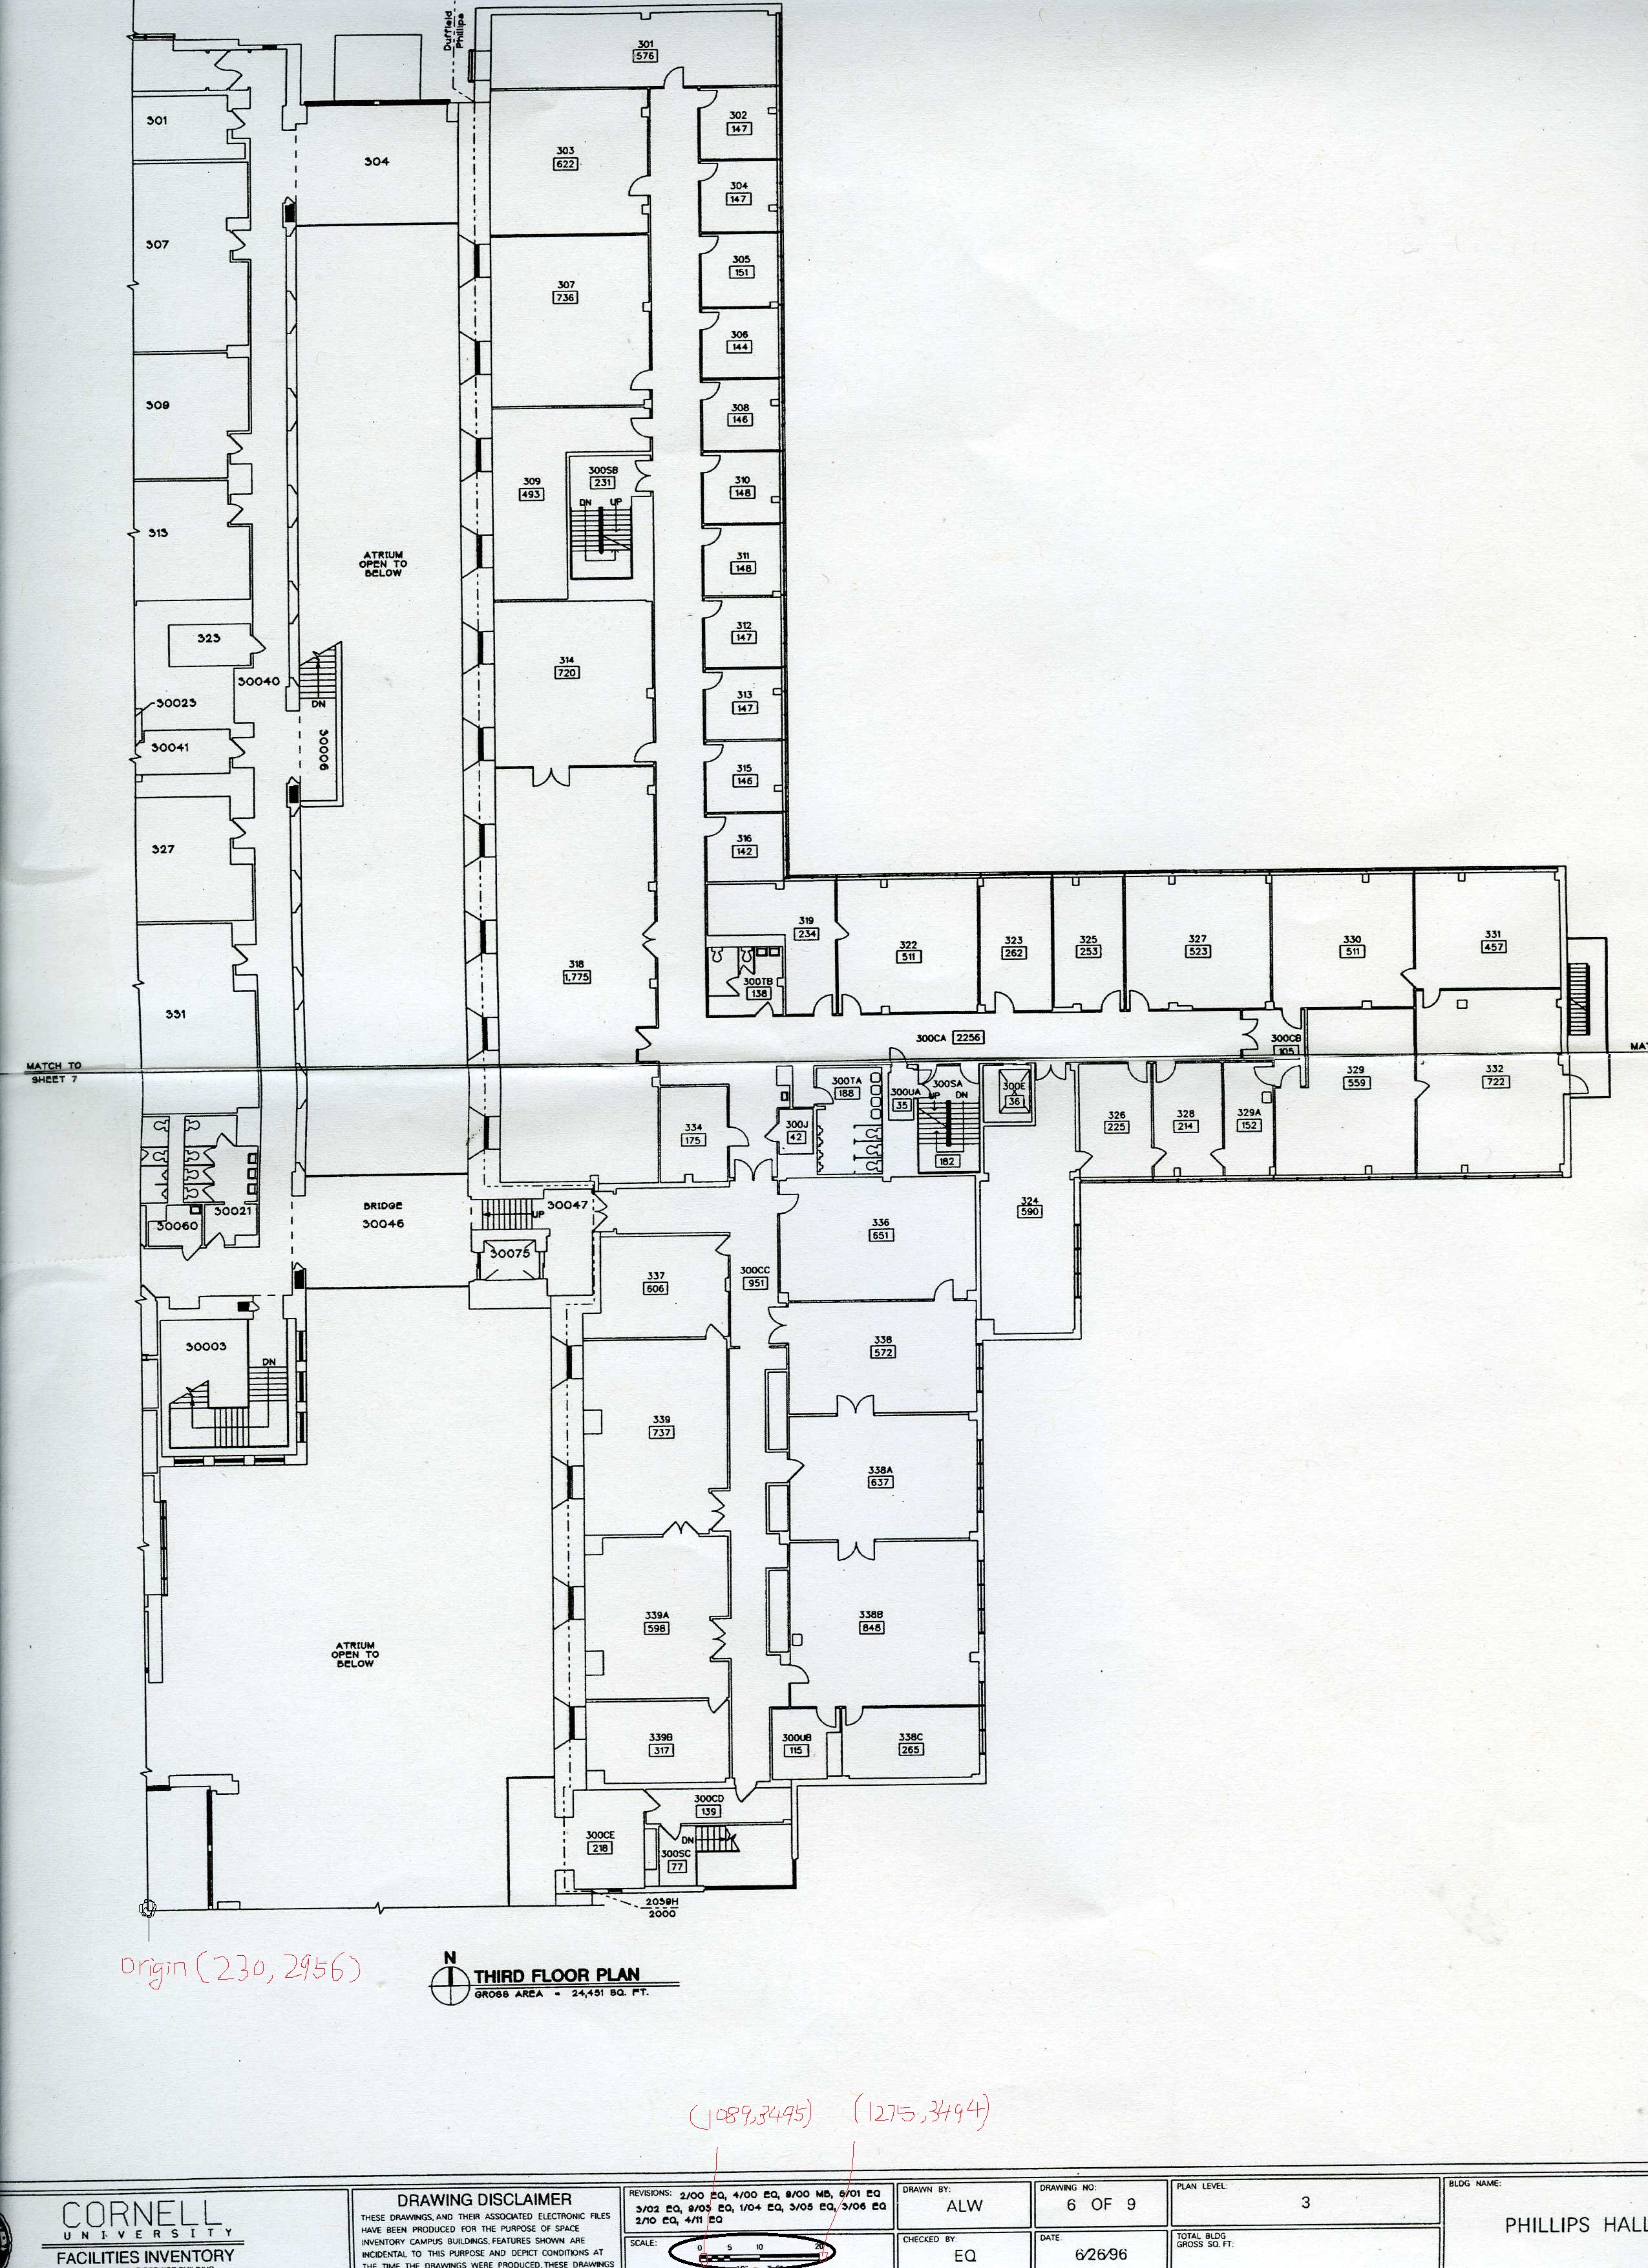 Duffield
Phillips
301
576
301
302
147
304
303
622
304
147
307
305
151
307
736
306
144
309
308
146
309
493
300SB
231
DN UP
310
148
313
ATRIUM
OPEN TO
BELOW
311
148
323
312
147
314
720
30040
DN
30006
30023
313
147
30041
315
146
327
316
142
318
1,775
319
234
300TB
138
322
511
323
262
325
253
327
523
330
511
331
457
331
300CA 2256
300CB
105
MATCH TO
SHEET 7
MA
334
175
300J
42
300TA
188
300UA
35
300SA
UP DN
182
300E
36
326
225
328
214
329A
152
329
559
332
722
30060
30021
BRIDGE
30046
UP
30047
30075
336
651
324
590
337
606
300CC
951
30003
DN
338
572
339
737
338A
637
339A
598
338B
848
ATRIUM
OPEN TO
BELOW
339B
317
300UB
115
338C
265
300CD
139
300CE
218
DN
300SC
77
2039H
2000
Origin (230, 2956)
N
THIRD FLOOR PLAN
GROSS AREA = 24,451 SQ. FT.
(1089,3495) (1275,3494)
CORNELL
UNIVERSITY
FACILITIES INVENTORY
DRAWING DISCLAIMER
THESE DRAWINGS, AND THEIR ASSOCIATED ELECTRONIC FILES
HAVE BEEN PRODUCED FOR THE PURPOSE OF SPACE
INVENTORY CAMPUS BUILDINGS. FEATURES SHOWN ARE
INCIDENTAL TO THIS PURPOSE AND DEPICT CONDITIONS AT
THE TIME THE DRAWINGS WERE PRODUCED. THESE DRAWINGS
REVISIONS: 2/00 EQ, 4/00 EQ, 8/00 MB, 5/01 EQ
3/02 EQ, 9/03 EQ, 1/04 EQ, 3/05 EQ, 3/06 EQ
2/10 EQ, 4/11 EQ
SCALE:
0 5 10 20
DRAWN BY:
ALW
CHECKED BY:
EQ
DRAWING NO:
6 OF 9
DATE:
6/26/96
PLAN LEVEL:
3
TOTAL BLDG
GROSS SQ. FT:
BLDG NAME:
PHILLIPS HALL